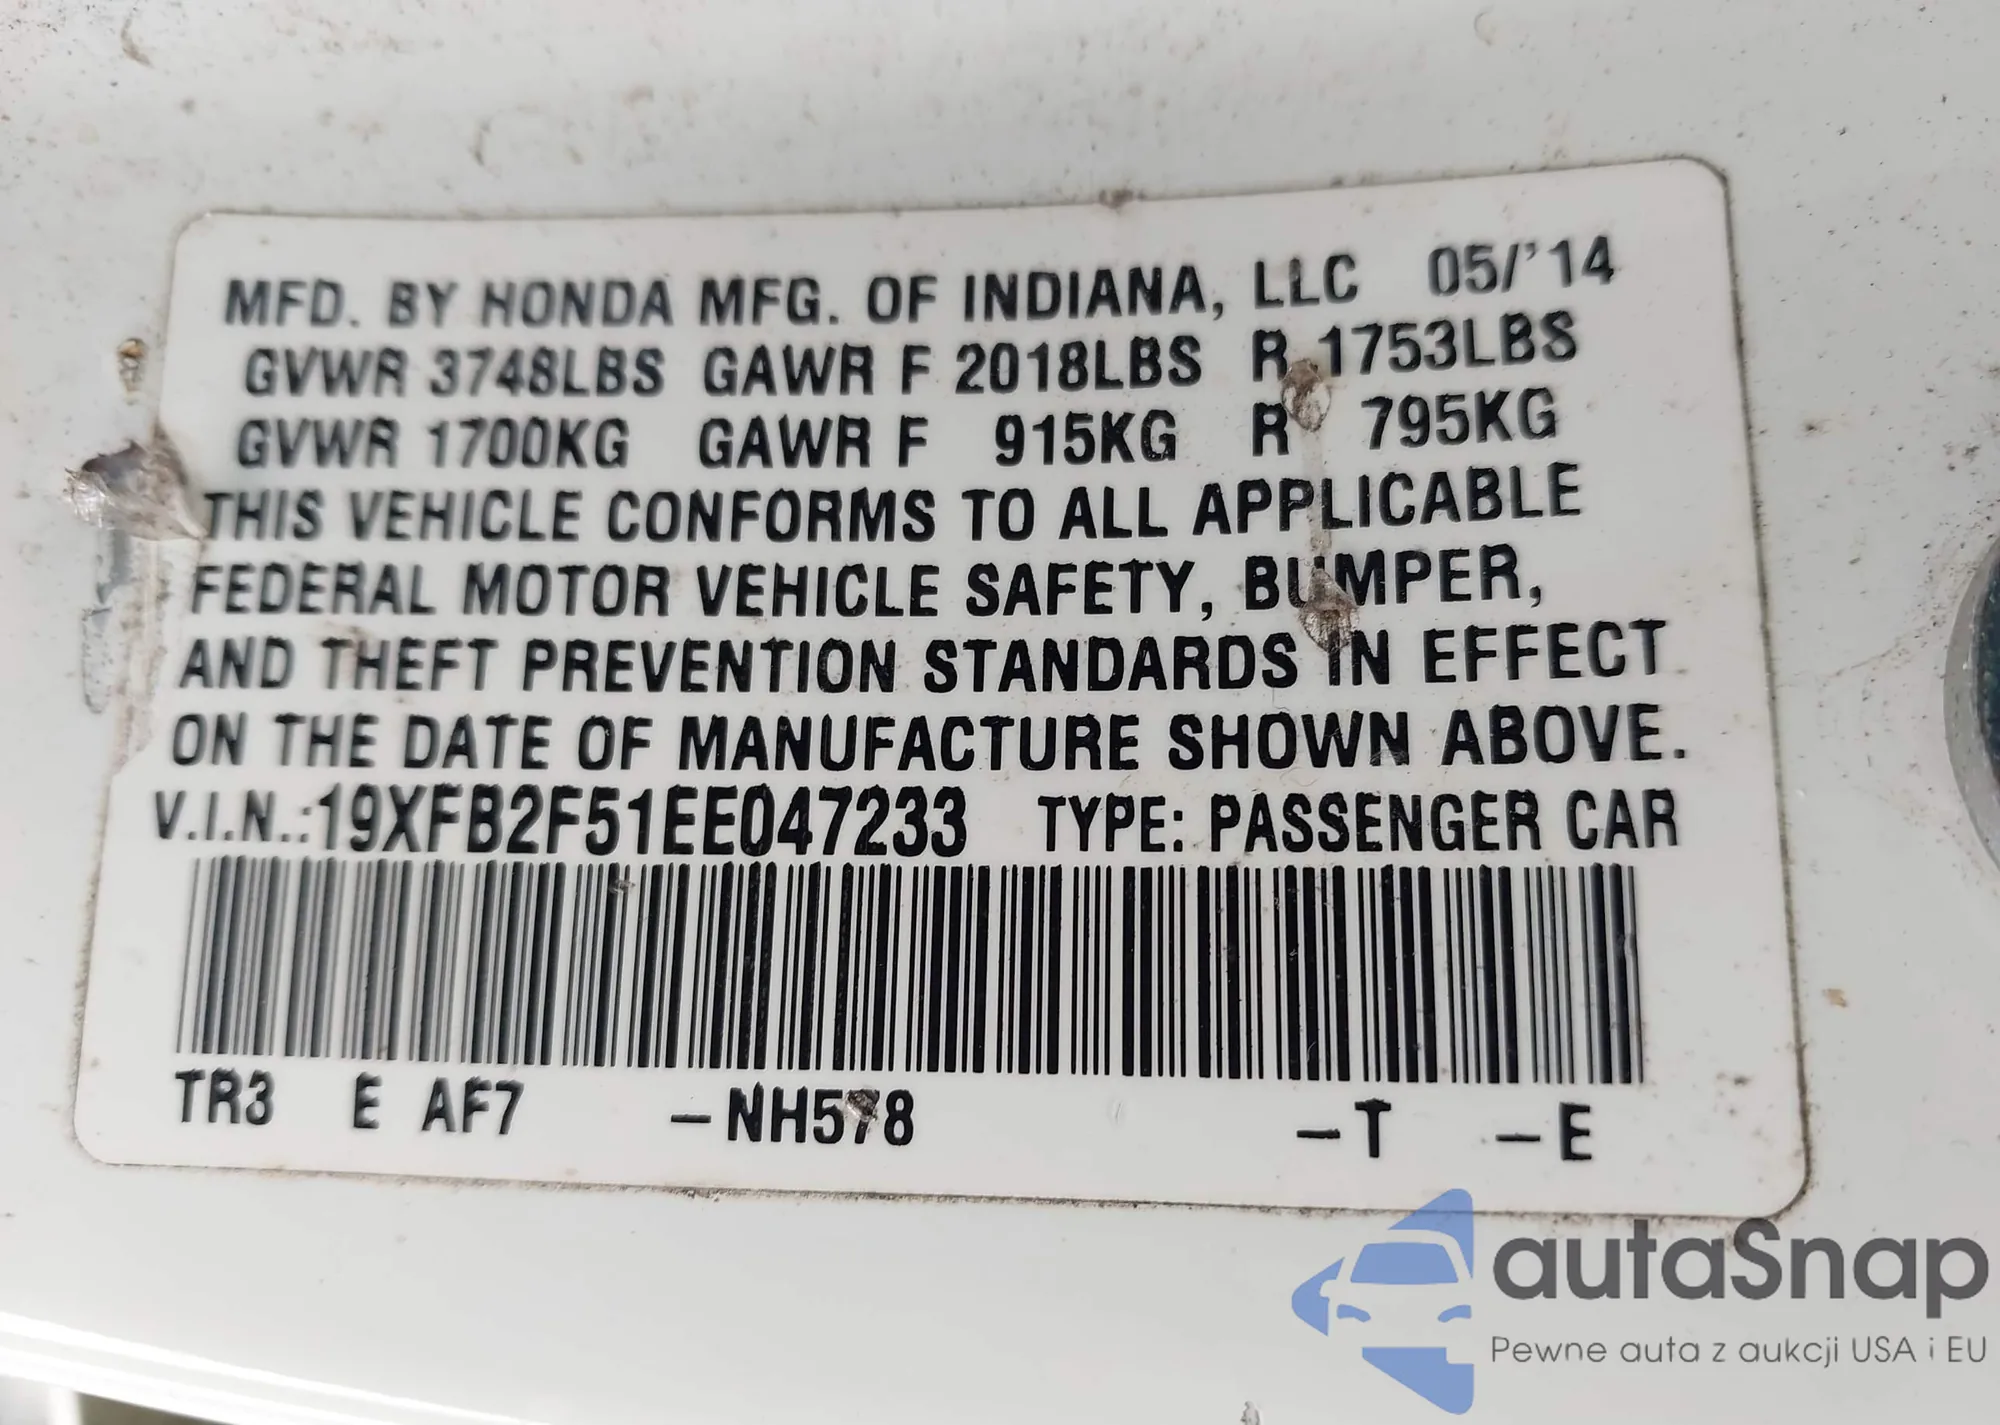 MFD. BY HONDA MFG. OF INDIANA, LLC 05/'14
GVWR 3748LBS GAWR F 2018LBS R 1753LBS
GVWR 1700KG GAWR F 915KG R 795KG
THIS VEHICLE CONFORMS TO ALL APPLICABLE
FEDERAL MOTOR VEHICLE SAFETY, BUMPER,
AND THEFT PREVENTION STANDARDS IN EFFECT
ON THE DATE OF MANUFACTURE SHOWN ABOVE.
V.I.N.:19XFB2F51EE047233 TYPE: PASSENGER CAR
TR3 E AF7 -NH578 -T -E
autaSnap
Pewne auta z aukcji USA i EU